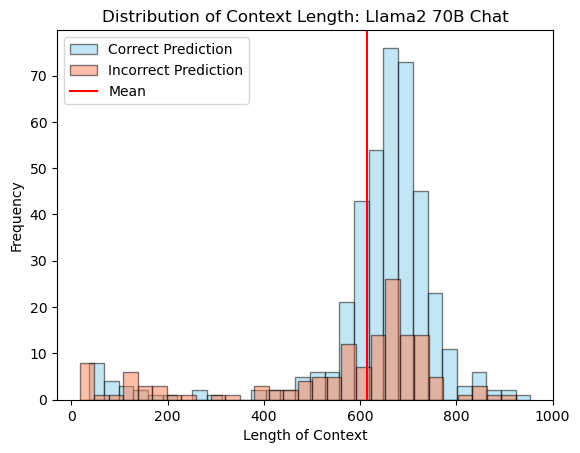 Distribution of Context Length: Llama2 70B Chat
Correct Prediction
Incorrect Prediction
Mean
70
60
50
40
30
20
10
0
Frequency
0 200 400 600 800 1000
Length of Context